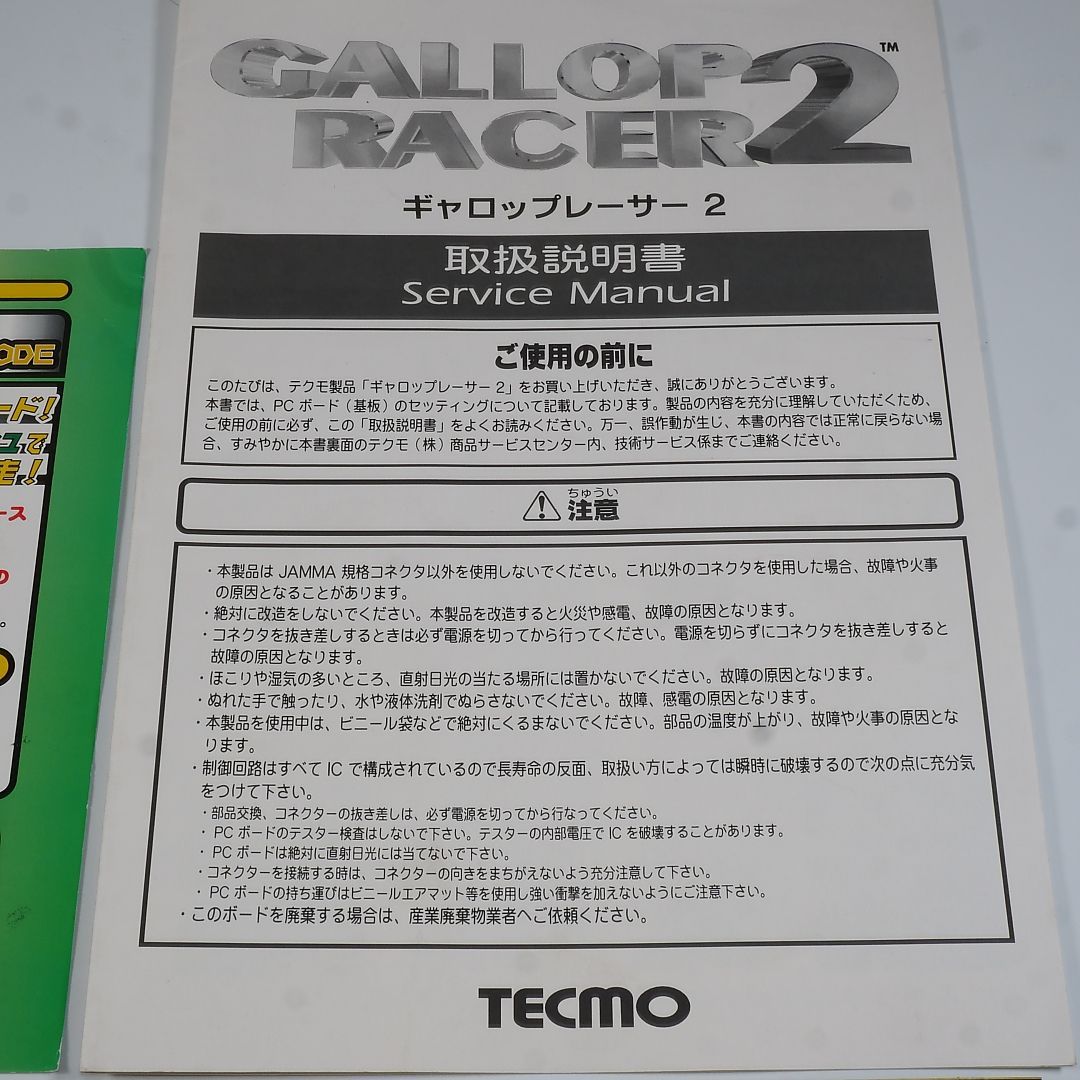 GALLOP
RACER 2™
ギャロップレーサー 2
取扱説明書
Service Manual
ご使用の前に
このたびは、テクモ製品「ギャロップレーサー 2」をお買い上げいただき、誠にありがとうございます。
本書では、PC ボード（基板）のセッティングについて記載しております。製品の内容を充分に理解していただくため、
ご使用の前に必ず、この「取扱説明書」をよくお読みください。万一、誤作動が生じ、本書の内容では正常に戻らない場
合、すみやかに本書裏面のテクモ（株）商品サービスセンター内、技術サービス係までご連絡ください。
ちゅうい
注意
・本製品は JAMMA 規格コネクタ以外を使用しないでください。これ以外のコネクタを使用した場合、故障や火事
の原因となることがあります。
・絶対に改造をしないでください。本製品を改造すると火災や感電、故障の原因となります。
・コネクタを抜き差しするときは必ず電源を切ってから行ってください。電源を切らずにコネクタを抜き差しすると
故障の原因となります。
・ほこりや湿気の多いところ、直射日光の当たる場所には置かないでください。故障の原因となります。
・ぬれた手で触ったり、水や液体洗剤でぬらさないでください。故障、感電の原因となります。
・本製品を使用中は、ビニール袋などで絶対にくるまないでください。部品の温度が上がり、故障や火事の原因とな
ります。
・制御回路はすべて IC で構成されているので長寿命の反面、取扱い方によっては瞬時に破壊するので次の点に充分気
をつけて下さい。
・部品交換、コネクターの抜き差しは、必ず電源を切ってから行なってください。
・PC ボードのテスター検査はしないで下さい。テスターの内部電圧で IC を破壊することがあります。
・PC ボードは絶対に直射日光には当てないで下さい。
・コネクターを接続する時は、コネクターの向きをまちがえないよう充分注意して下さい。
・PC ボードの持ち運びはビニールエアマット等を使用し強い衝撃を加えないようにご注意下さい。
・このボードを廃棄する場合は、産業廃棄物業者へご依頼ください。
TECMO
ODE
ード!
で
走!
ース
の
。